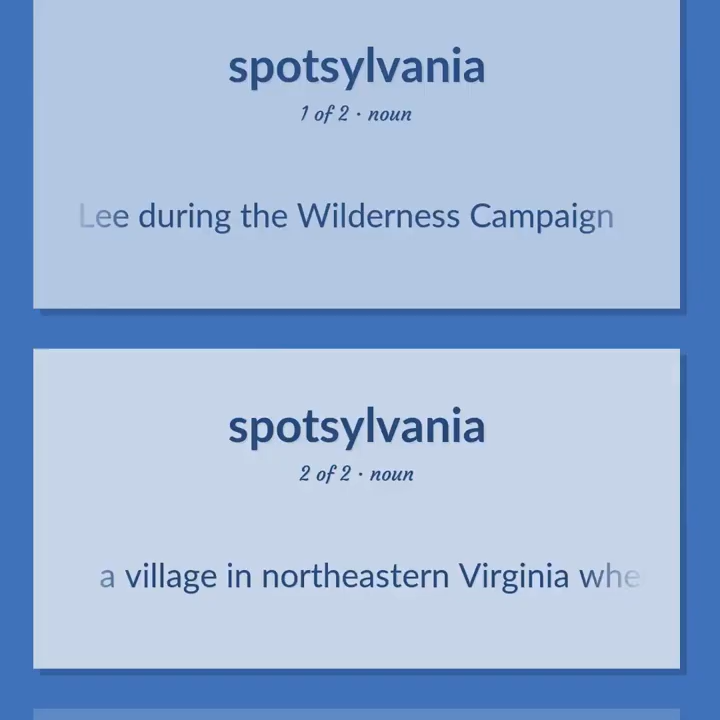 spotsylvania
1 of 2 · noun
Lee during the Wilderness Campaign
spotsylvania
2 of 2 · noun
a village in northeastern Virginia whe